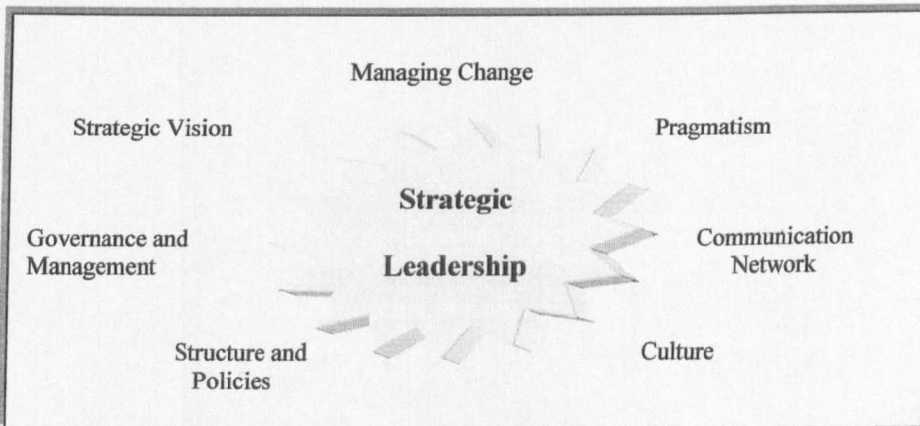 Managing Change
Strategic Vision
Pragmatism
Strategic
Leadership
Governance and
Management
Communication
Network
Structure and
Policies
Culture